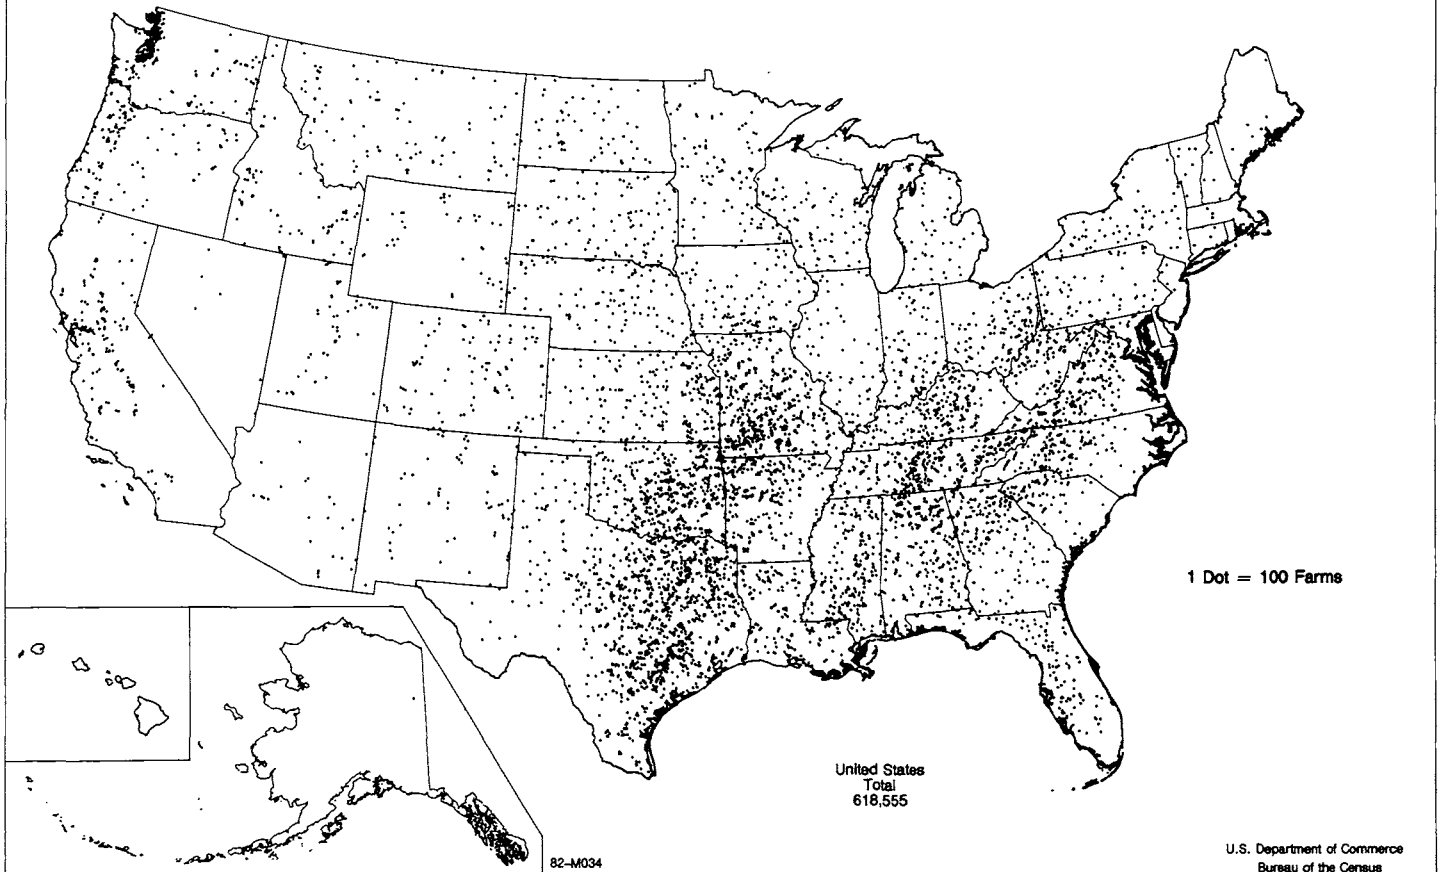 1 Dot = 100 Farms
United States
Total
618,555
82-M034
U.S. Department of Commerce
Bureau of the Census